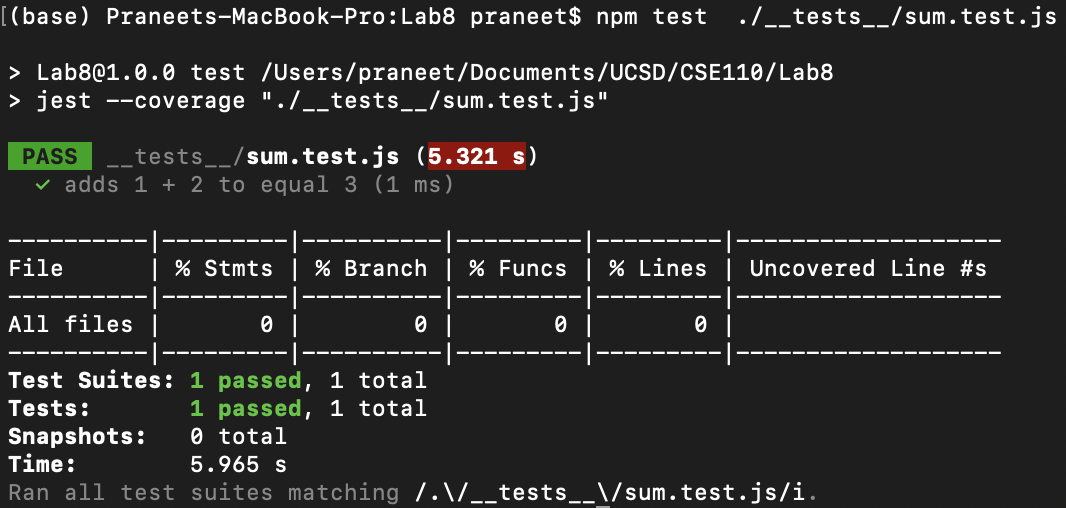 (base) Praneets-MacBook-Pro:Lab8 praneet$ npm test  ./__tests__/sum.test.js
> Lab8@1.0.0 test /Users/praneet/Documents/UCSD/CSE110/Lab8
> jest --coverage "./__tests__/sum.test.js"
PASS __tests__/sum.test.js (5.321 s)
✓ adds 1 + 2 to equal 3 (1 ms)
----------|---------|----------|---------|---------|-------------------
File      | % Stmts | % Branch | % Funcs | % Lines | Uncovered Line #s
----------|---------|----------|---------|---------|-------------------
All files |       0 |        0 |       0 |       0 |
----------|---------|----------|---------|---------|-------------------
Test Suites: 1 passed, 1 total
Tests:       1 passed, 1 total
Snapshots:   0 total
Time:        5.965 s
Ran all test suites matching /.\/__tests__\/sum.test.js/i.